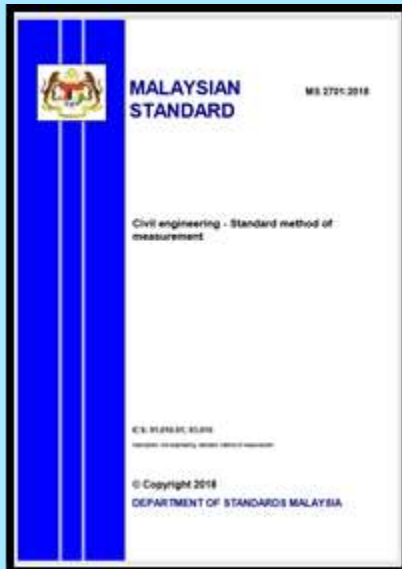 MALAYSIAN
STANDARD
MS 2701:2018
Civil engineering - Standard method of
measurement
© Copyright 2018
DEPARTMENT OF STANDARDS MALAYSIA